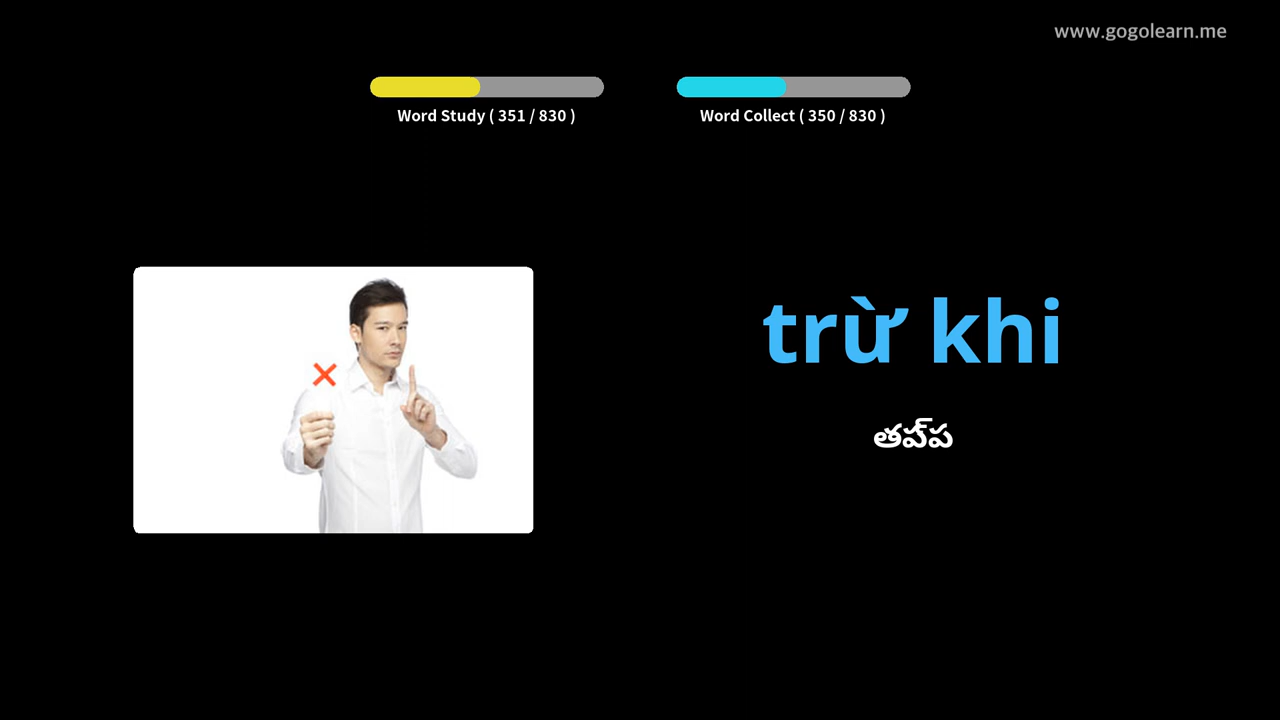 www.gogolearn.me
Word Study ( 351 / 830 )
Word Collect ( 350 / 830 )
trừ khi
తప్ప